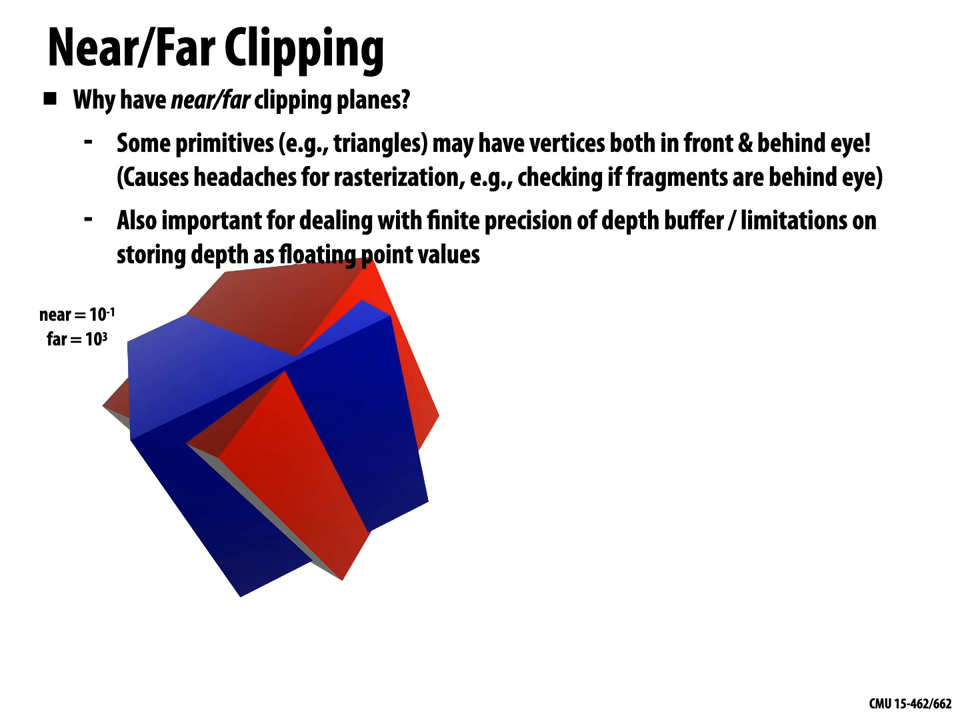 Near/Far Clipping
■ Why have near/far clipping planes?
- Some primitives (e.g., triangles) may have vertices both in front & behind eye!
(Causes headaches for rasterization, e.g., checking if fragments are behind eye)
- Also important for dealing with finite precision of depth buffer / limitations on
storing depth as floating point values
near = 10⁻¹
far = 10³
CMU 15-462/662